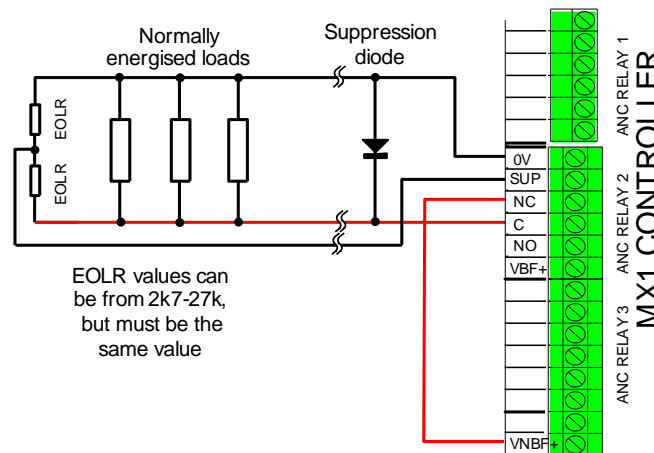 Normally
energised loads
Suppression
diode
EOLR
EOLR
EOLR values can
be from 2k7-27k,
but must be the
same value
0V
SUP
NC
C
NO
VBF+
VNBF+
ANC RELAY 1
ANC RELAY 2
ANC RELAY 3
MX1 CONTROLLER